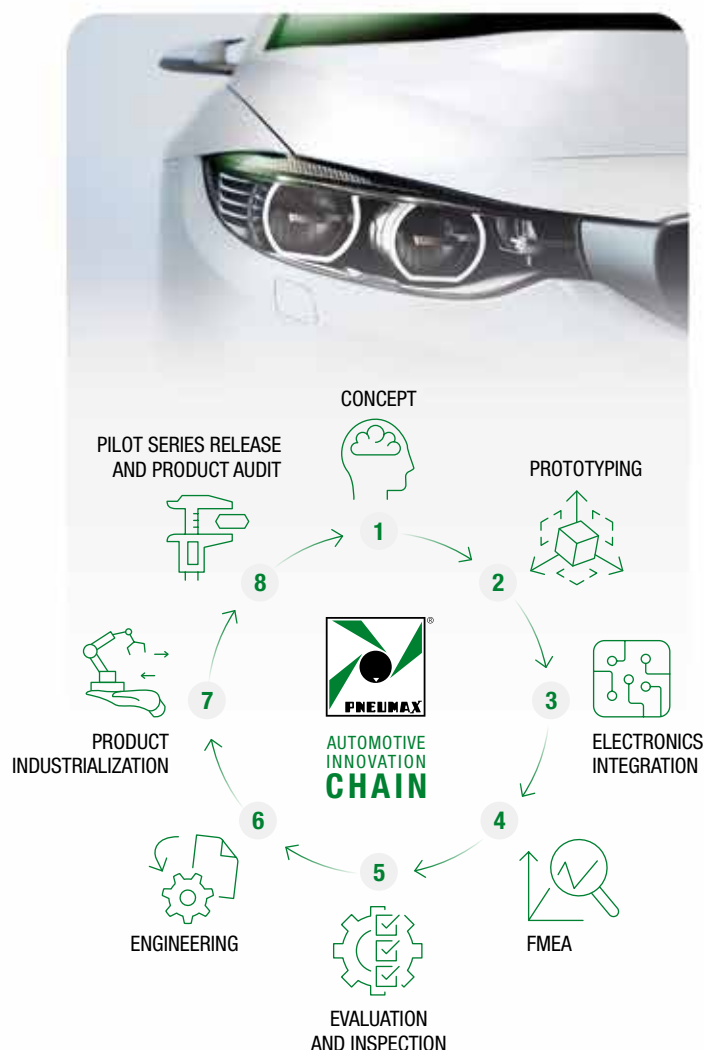 CONCEPT
1
PROTOTYPING
2
3
ELECTRONICS
INTEGRATION
4
FMEA
5
EVALUATION
AND INSPECTION
6
ENGINEERING
7
PRODUCT
INDUSTRIALIZATION
8
PILOT SERIES RELEASE
AND PRODUCT AUDIT
®
PNEUMAX
AUTOMOTIVE
INNOVATION
CHAIN